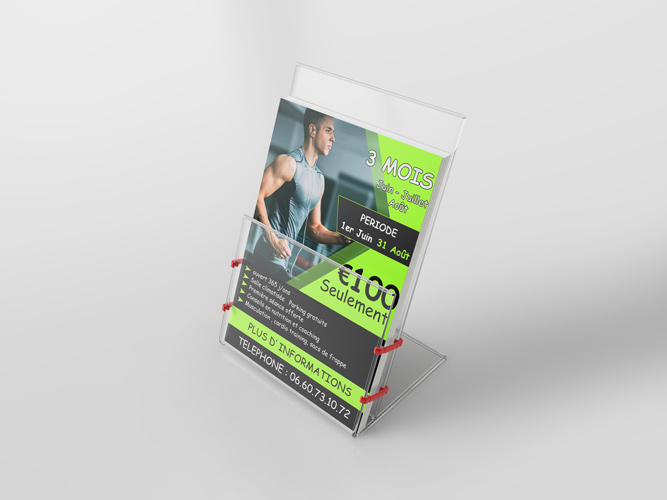 3 MOIS
Juin - Juillet
Août
PERIODE
1er Juin 31 Août
€100
Seulement
ouvert 365 j/ans
Salle climatisée Parking gratuits
Première séance offerte
Conseils en nutrition et coaching
Musculation , cardio training, sacs de frappe
PLUS D'INFORMATIONS
TELEPHONE : 06.60.73.10.72